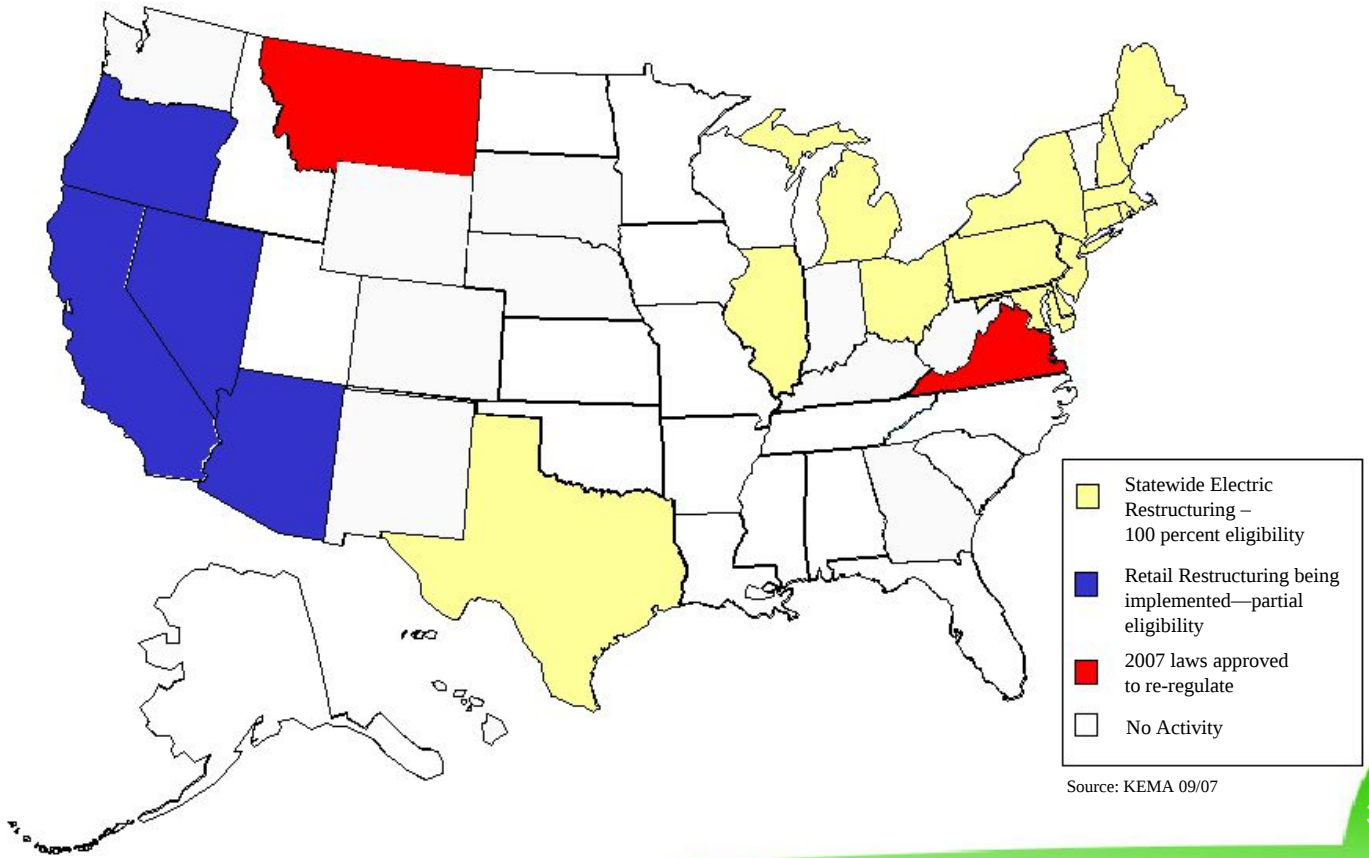 Statewide Electric
Restructuring –
100 percent eligibility
Retail Restructuring being
implemented—partial
eligibility
2007 laws approved
to re-regulate
No Activity
Source: KEMA 09/07